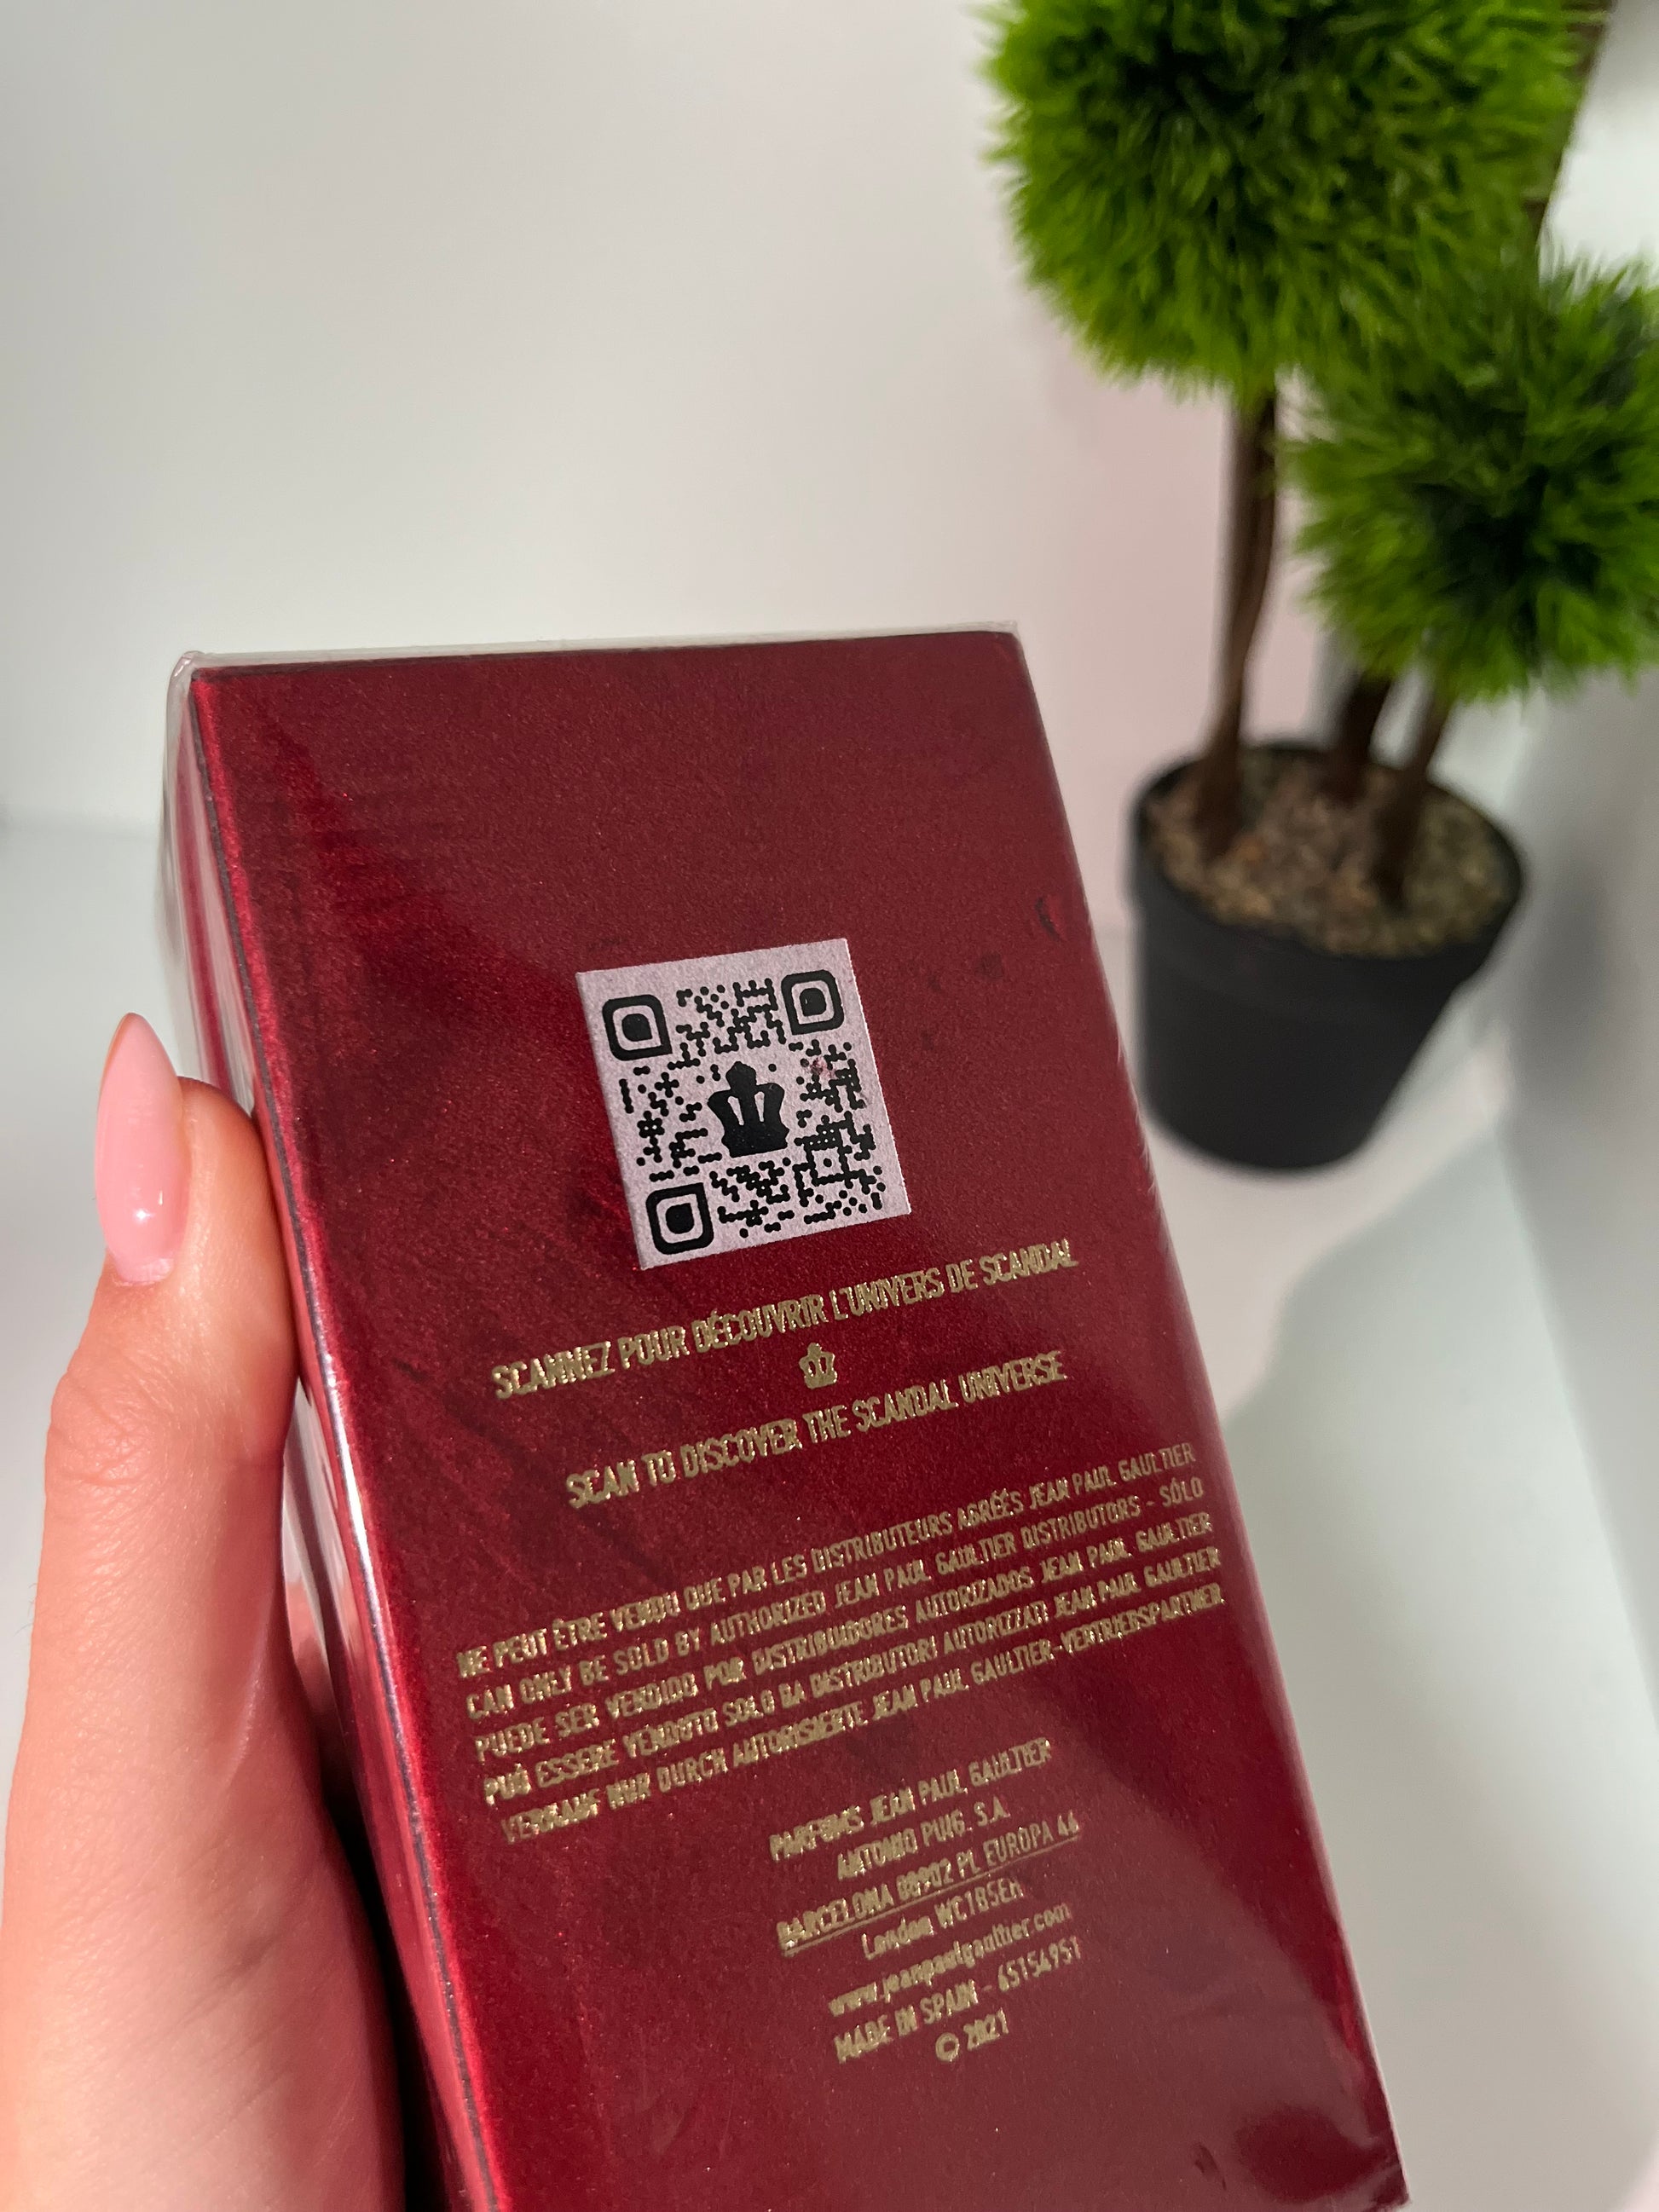 SCANNEZ POUR DÉCOUVRIR L'UNIVERS DE SCANDAL
SCAN TO DISCOVER THE SCANDAL UNIVERSE
NE PEUT ÊTRE VENDU QUE PAR LES DISTRIBUTEURS AGRÉÉS JEAN PAUL GAULTIER
CAN ONLY BE SOLD BY AUTHORIZED JEAN PAUL GAULTIER DISTRIBUTORS - SÓLO
PUEDE SER VENDIDO POR DISTRIBUIDORES AUTORIZADOS JEAN PAUL GAULTIER
PUÒ ESSERE VENDUTO SOLO DA DISTRIBUTORI AUTORIZZATI JEAN PAUL GAULTIER
VERKAUF NUR DURCH AUTORISIERTE JEAN PAUL GAULTIER-VERTRIEBSPARTNER
PARFUMS JEAN PAUL GAULTIER
ANTONIO PUIG. S.A.
BARCELONA 08902 PL EUROPA 46
London WC1B5EH
www.jeanpaulgaultier.com
MADE IN SPAIN - 65154951
© 2021